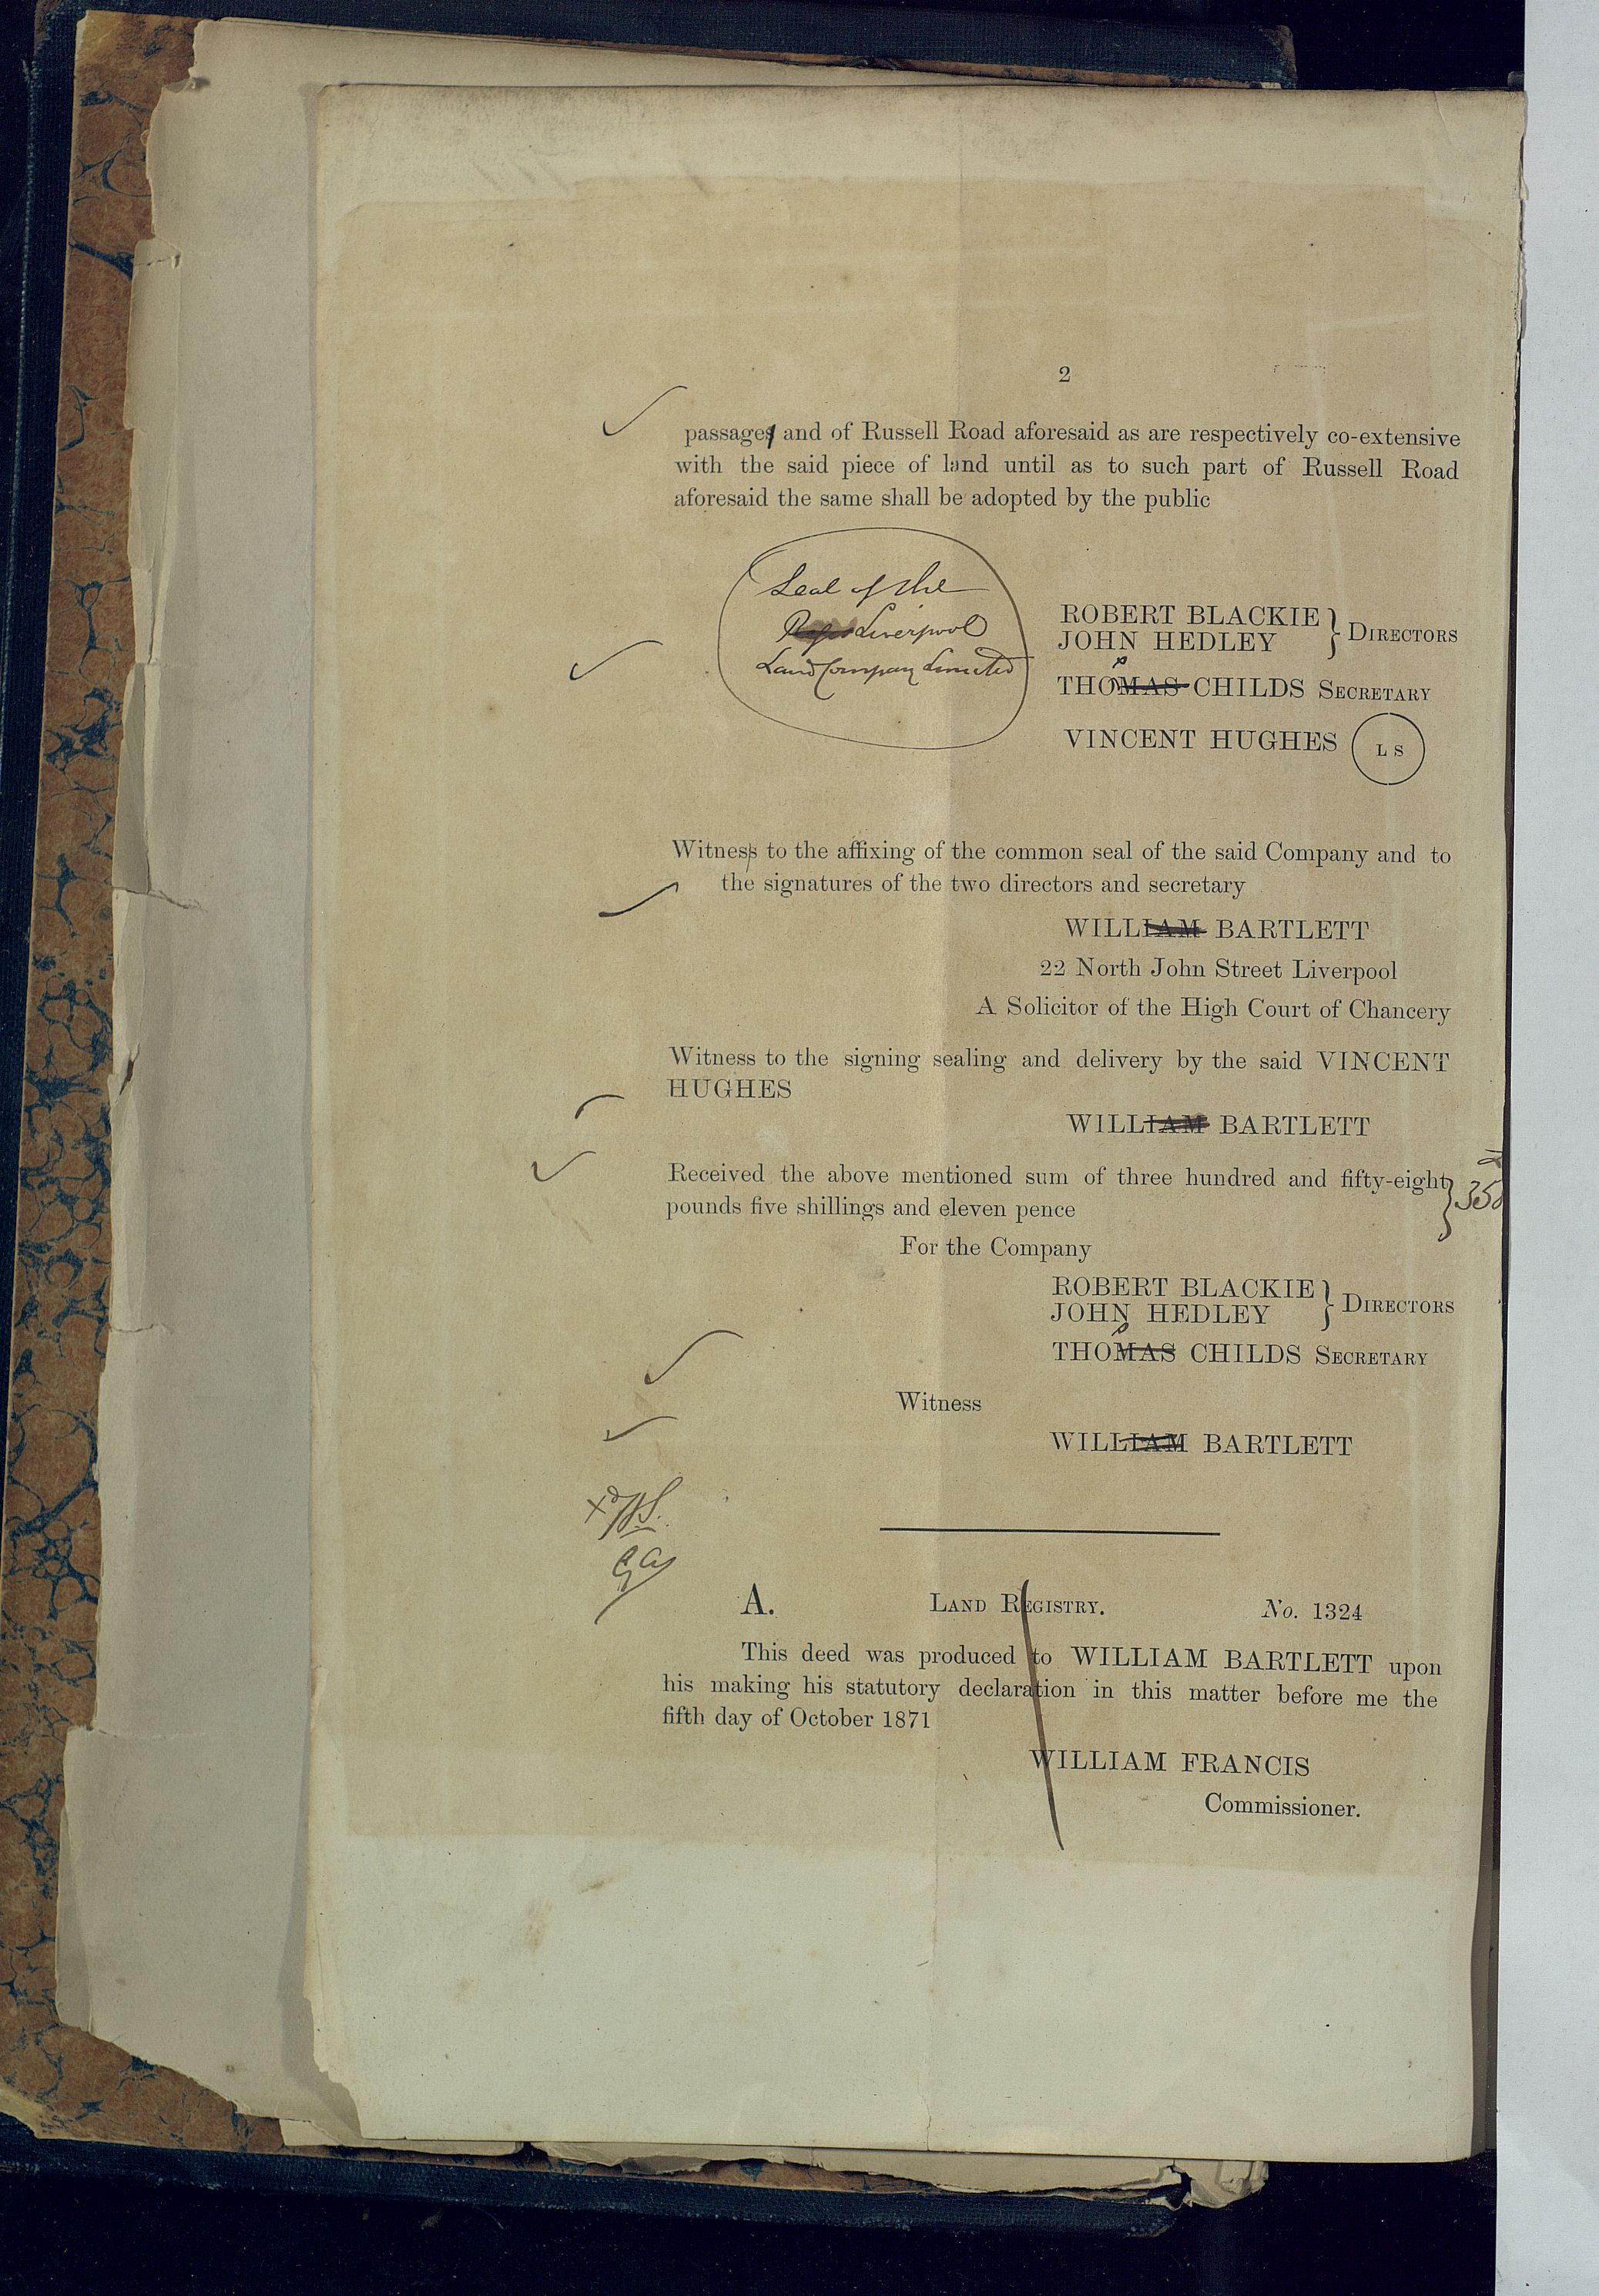 2
passages and of Russell Road aforesaid as are respectively co-extensive
with the said piece of land until as to such part of Russell Road
aforesaid the same shall be adopted by the public
Seal of the
Liverpool
Land Company Limited
ROBERT BLACKIE
JOHN HEDLEY } DIRECTORS
THOMAS CHILDS SECRETARY
VINCENT HUGHES L S
Witness to the affixing of the common seal of the said Company and to
the signatures of the two directors and secretary
WILLIAM BARTLETT
22 North John Street Liverpool
A Solicitor of the High Court of Chancery
Witness to the signing sealing and delivery by the said VINCENT
HUGHES
WILLIAM BARTLETT
Received the above mentioned sum of three hundred and fifty-eight
pounds five shillings and eleven pence } 358
For the Company
ROBERT BLACKIE
JOHN HEDLEY } DIRECTORS
THOMAS CHILDS SECRETARY
Witness
WILLIAM BARTLETT
A. LAND REGISTRY. No. 1324
This deed was produced to WILLIAM BARTLETT upon
his making his statutory declaration in this matter before me the
fifth day of October 1871
WILLIAM FRANCIS
Commissioner.